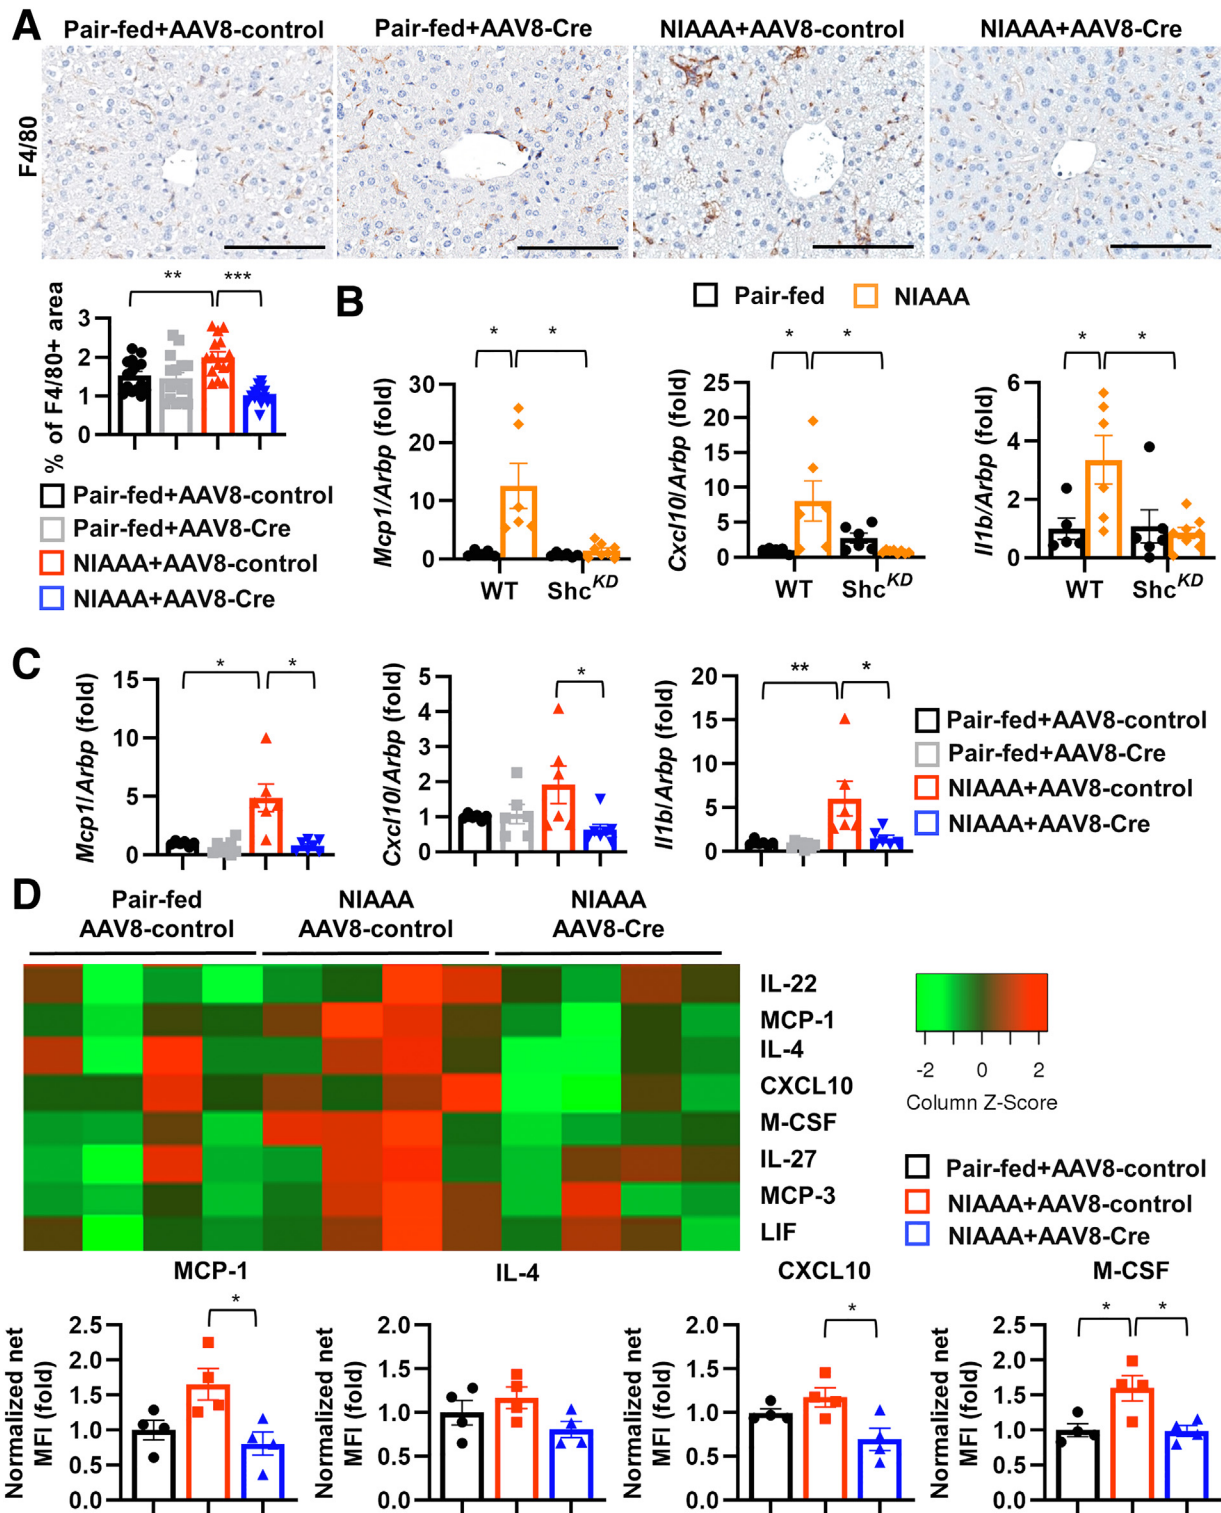 A
Pair-fed+AAV8-control
Pair-fed+AAV8-Cre
NIAAA+AAV8-control
NIAAA+AAV8-Cre
F4/80
% of F4/80+ area
3
2
1
0
**
***
Pair-fed+AAV8-control
Pair-fed+AAV8-Cre
NIAAA+AAV8-control
NIAAA+AAV8-Cre
B
Pair-fed
NIAAA
Mcp1/Arbp (fold)
30
20
10
0
*
*
WT
Shc^KD
Cxcl10/Arbp (fold)
25
20
15
10
5
0
*
*
WT
Shc^KD
Il1b/Arbp (fold)
6
4
2
0
*
*
WT
Shc^KD
C
Mcp1/Arbp (fold)
15
10
5
0
*
*
Cxcl10/Arbp (fold)
5
4
3
2
1
0
*
Il1b/Arbp (fold)
20
15
10
5
0
**
*
Pair-fed+AAV8-control
Pair-fed+AAV8-Cre
NIAAA+AAV8-control
NIAAA+AAV8-Cre
D
Pair-fed
AAV8-control
NIAAA
AAV8-control
NIAAA
AAV8-Cre
IL-22
MCP-1
IL-4
CXCL10
M-CSF
IL-27
MCP-3
LIF
-2
0
2
Column Z-Score
Pair-fed+AAV8-control
NIAAA+AAV8-control
NIAAA+AAV8-Cre
MCP-1
Normalized net
MFI (fold)
2.5
2.0
1.5
1.0
0.5
0.0
*
IL-4
Normalized net
MFI (fold)
2.0
1.5
1.0
0.5
0.0
CXCL10
Normalized net
MFI (fold)
2.0
1.5
1.0
0.5
0.0
*
M-CSF
Normalized net
MFI (fold)
2.5
2.0
1.5
1.0
0.5
0.0
*
*